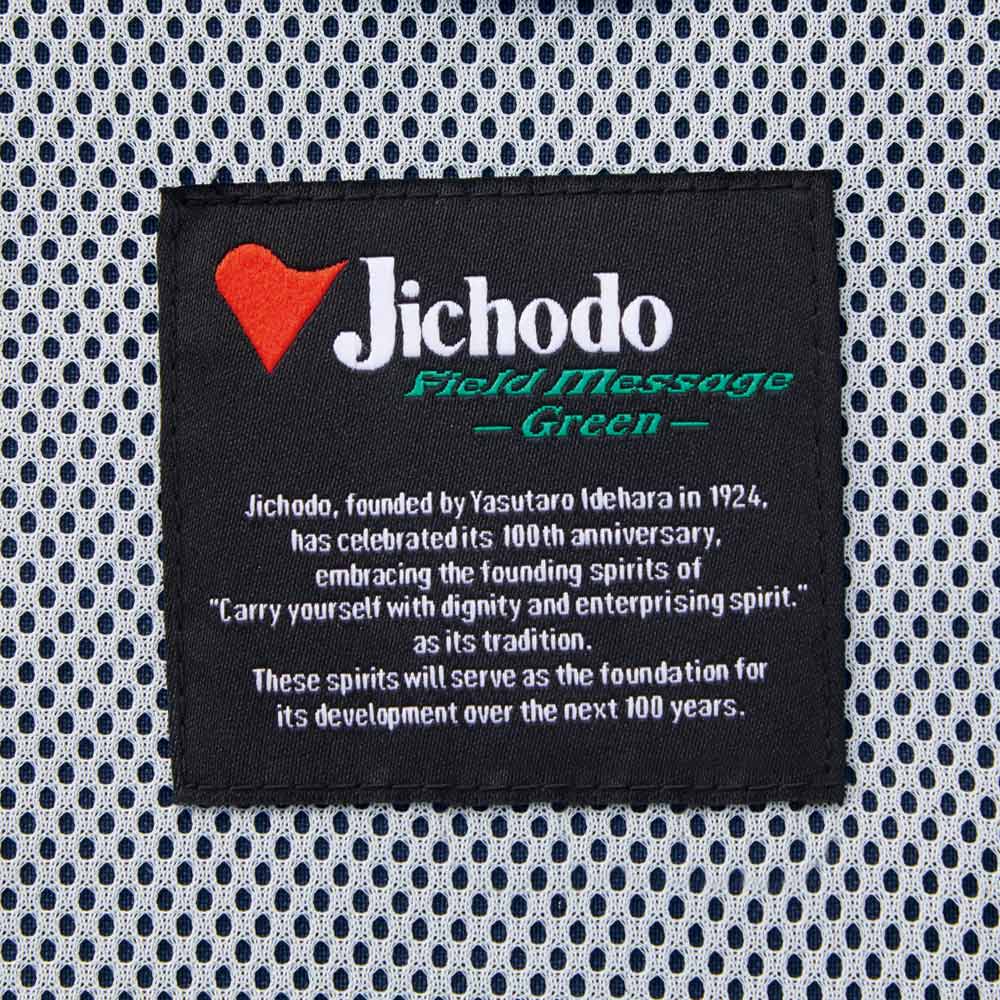 Jichodo
Field Message
— Green —
Jichodo, founded by Yasutaro Idehara in 1924,
has celebrated its 100th anniversary,
embracing the founding spirits of
"Carry yourself with dignity and enterprising spirit."
as its tradition.
These spirits will serve as the foundation for
its development over the next 100 years.